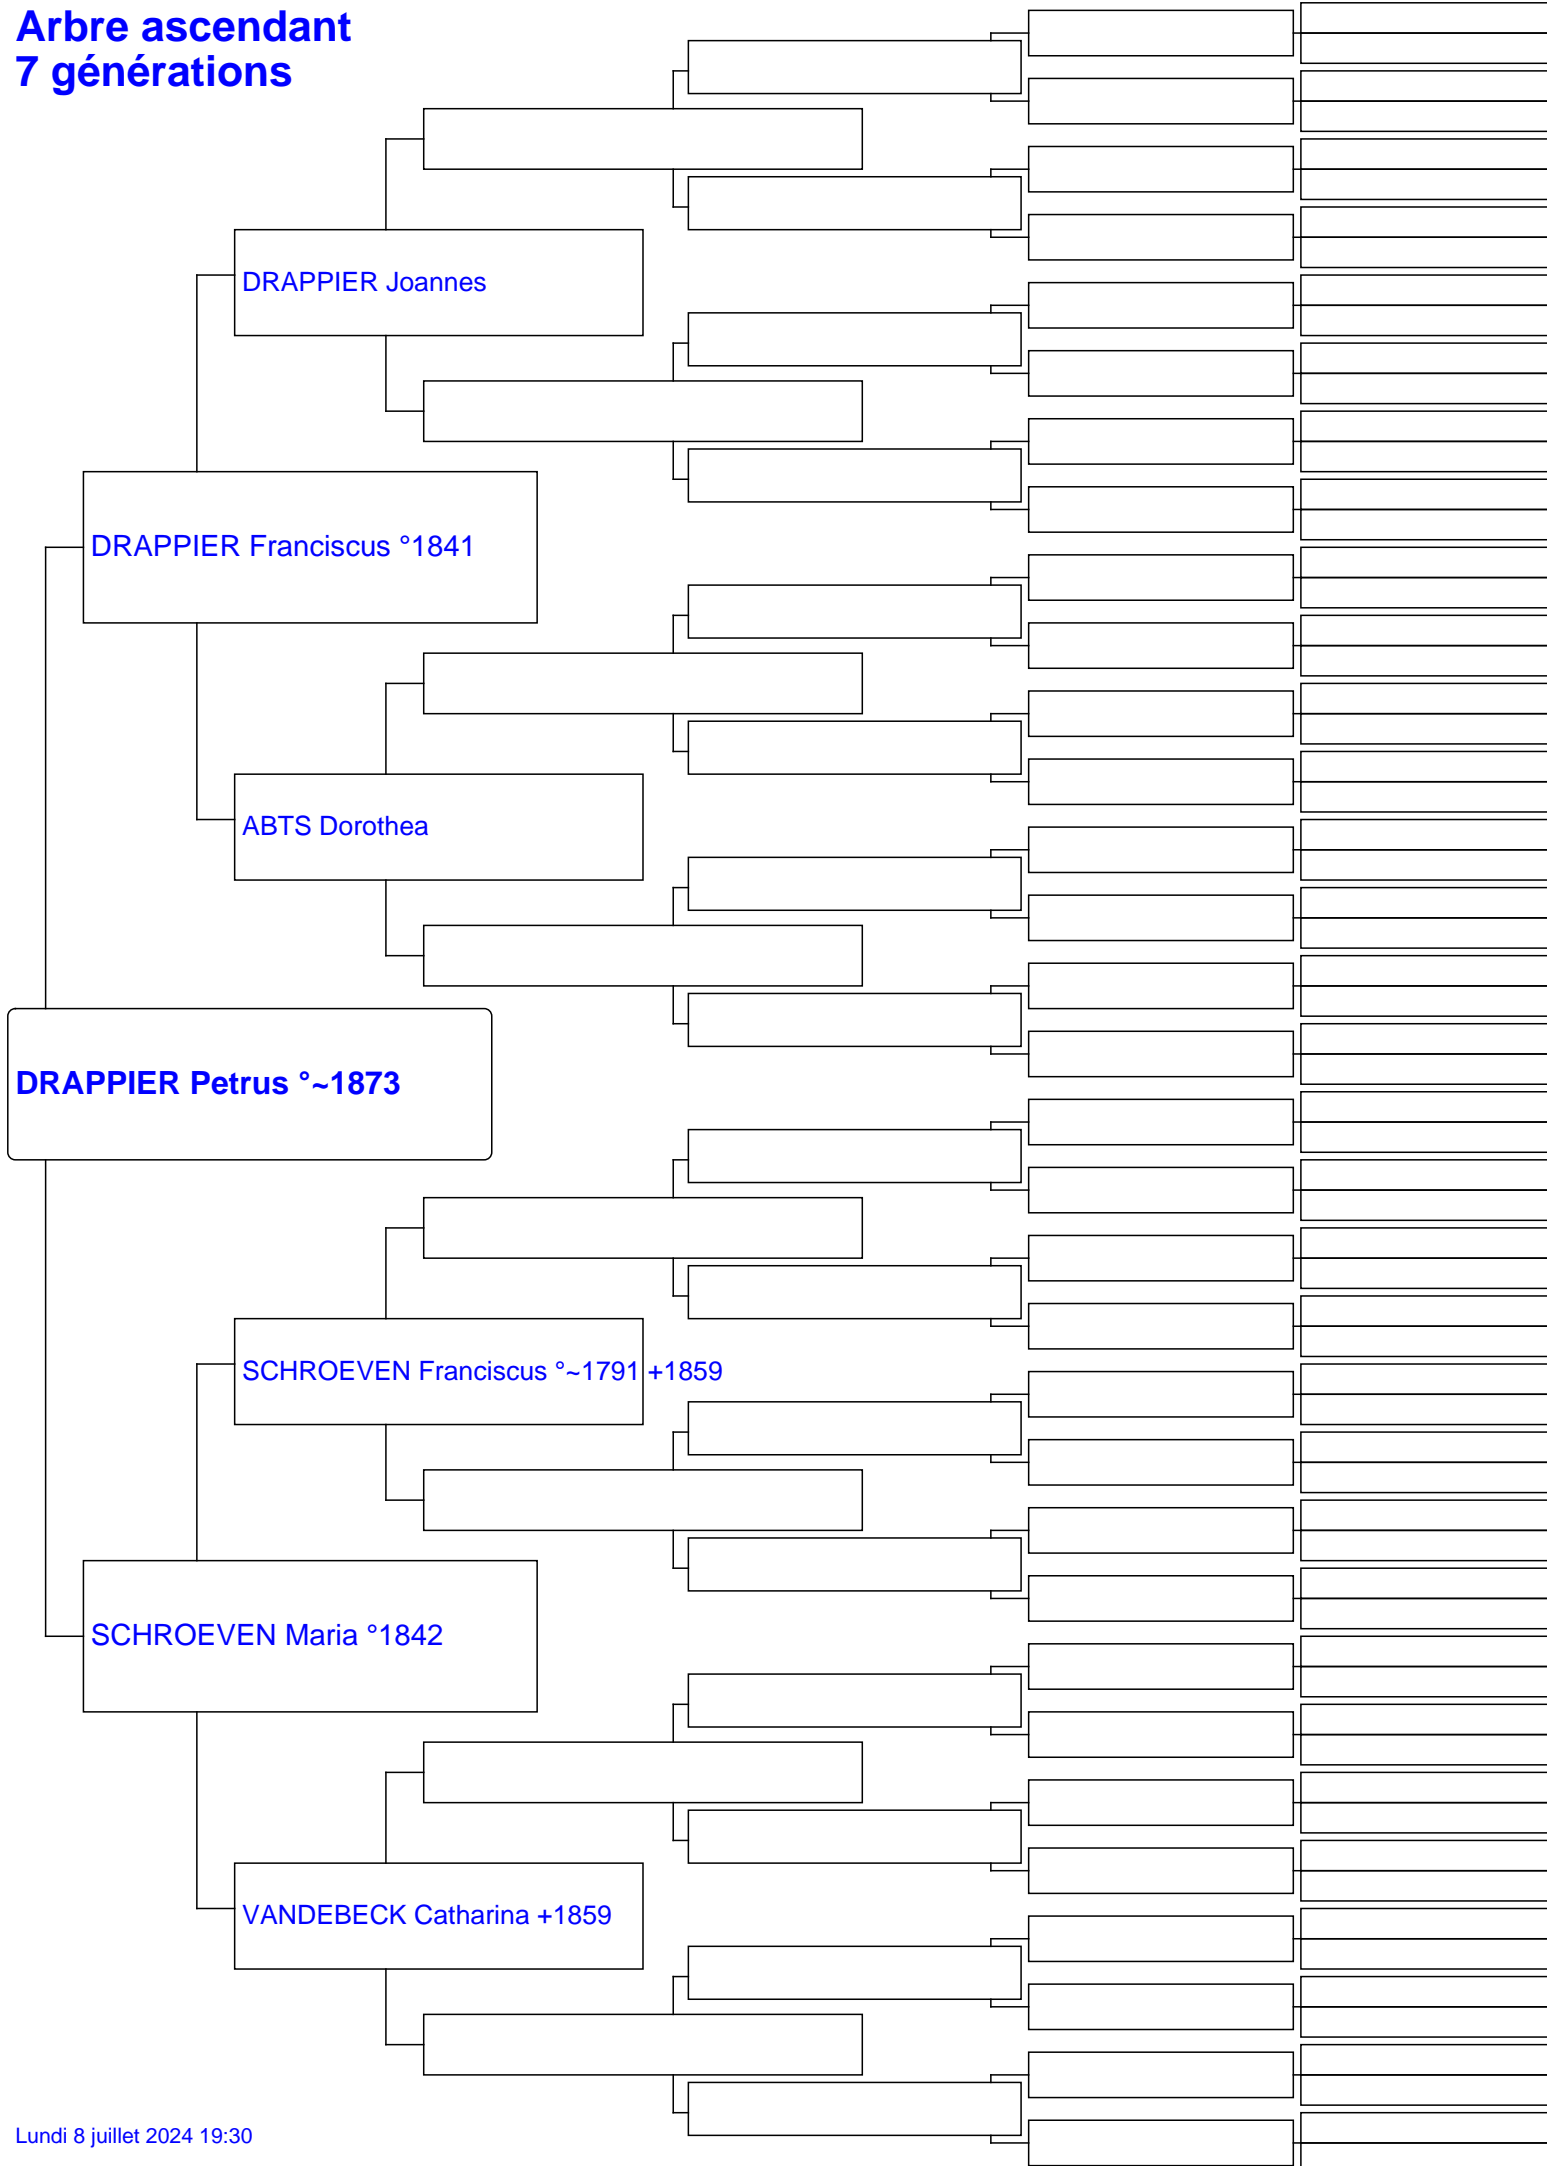 Arbre ascendant
7 générations
DRAPPIER Joannes
DRAPPIER Franciscus °1841
ABTS Dorothea
DRAPPIER Petrus °~1873
SCHROEVEN Franciscus °~1791 +1859
SCHROEVEN Maria °1842
VANDEBECK Catharina +1859
Lundi 8 juillet 2024 19:30